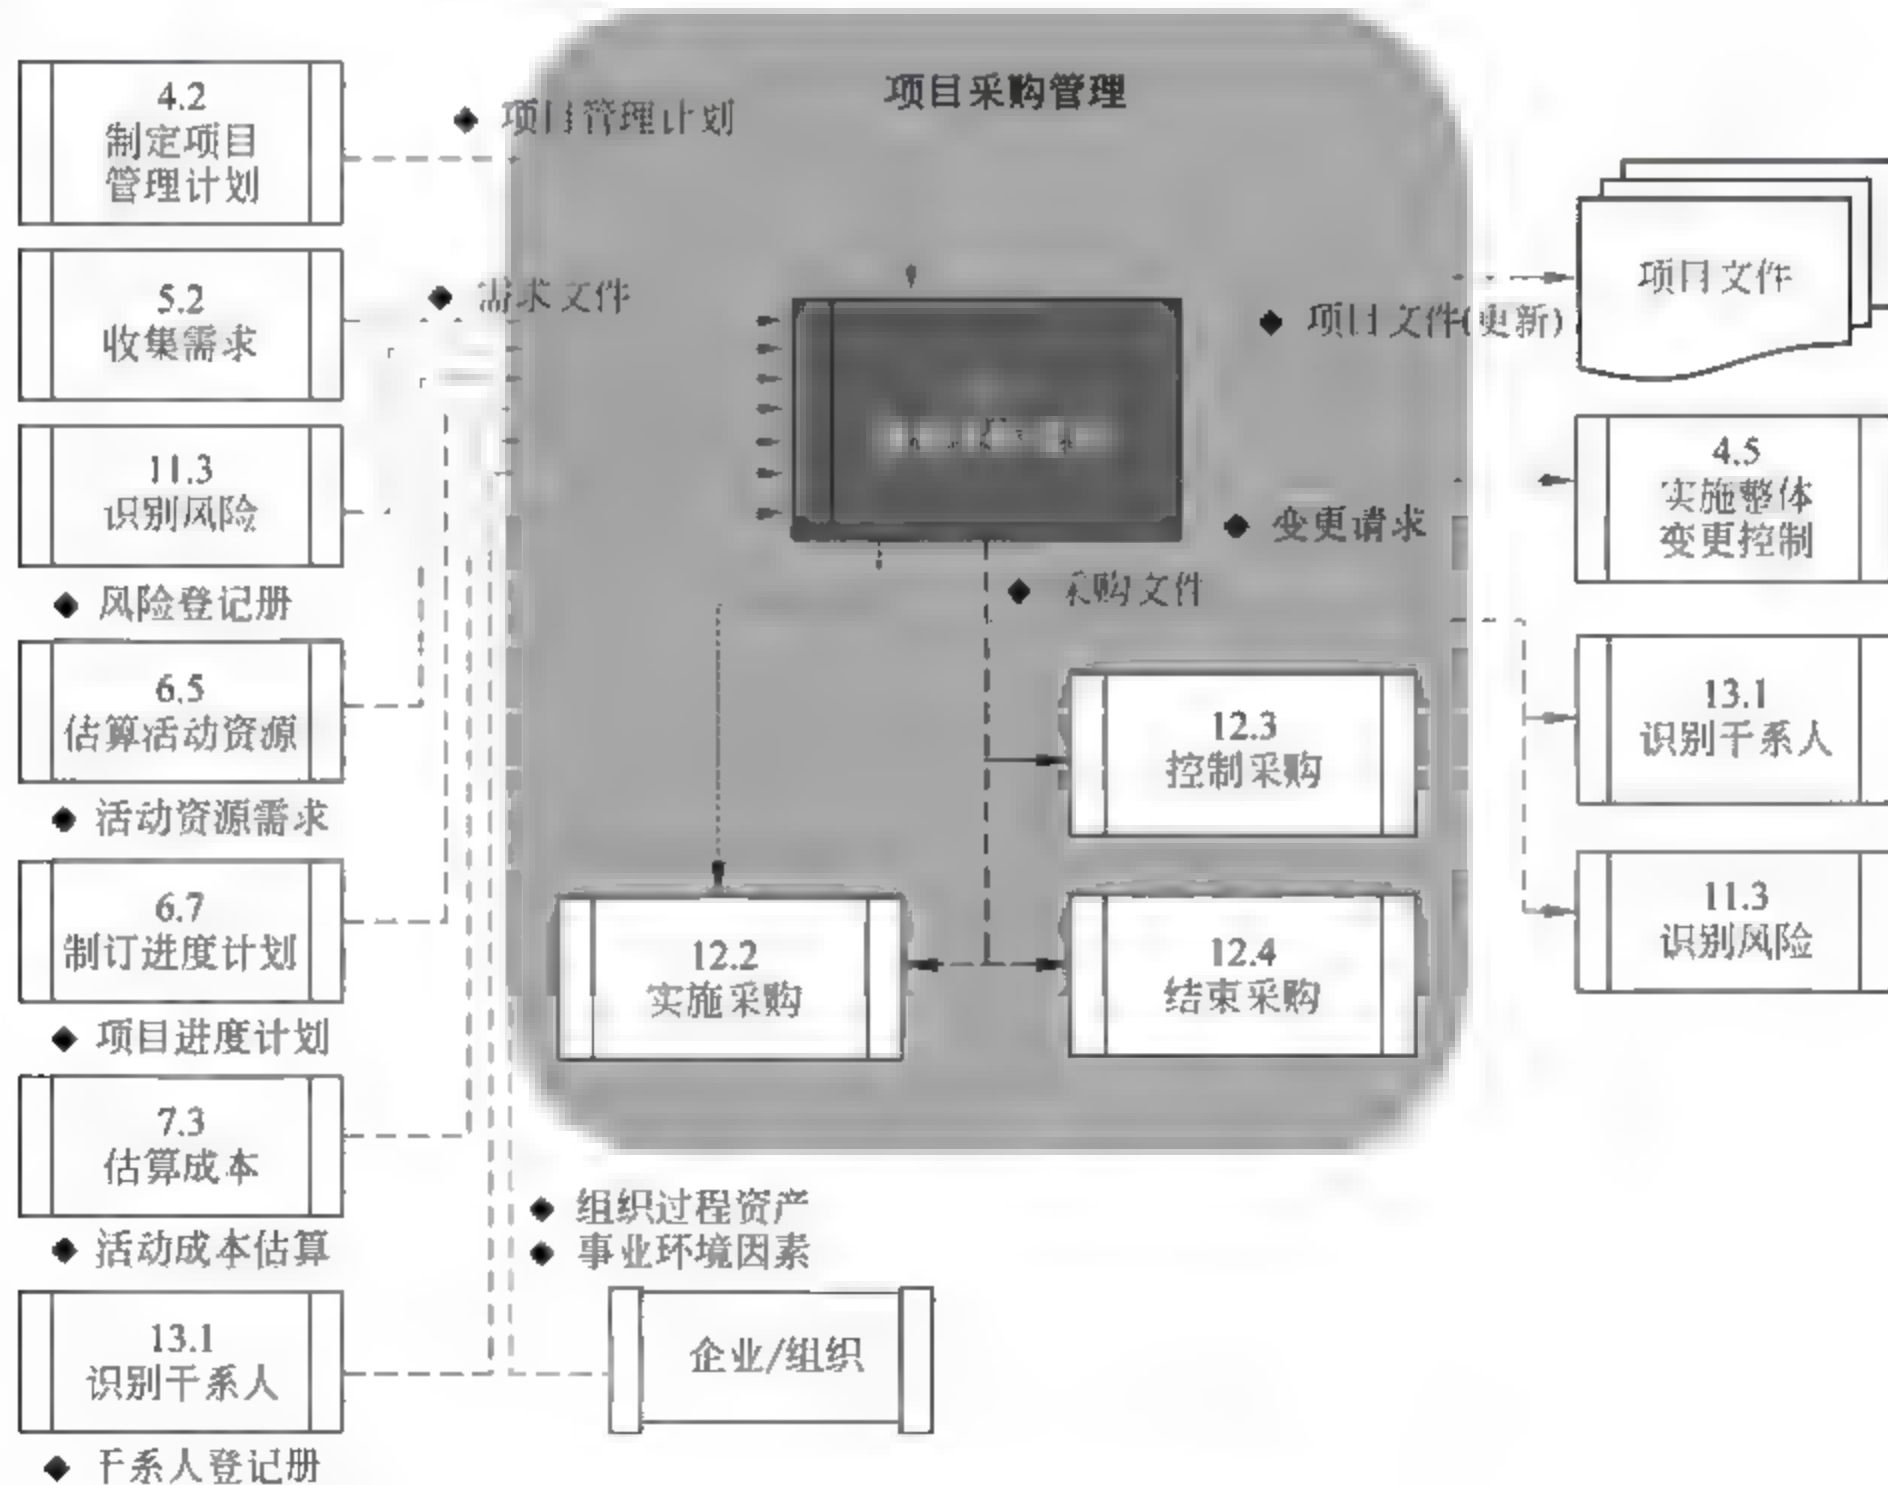 项目采购管理
4.2
制定项目
管理计划
◆ 项目管理计划
5.2
收集需求
◆ 需求文件
11.3
识别风险
◆ 风险登记册
6.5
估算活动资源
◆ 活动资源需求
6.7
制订进度计划
◆ 项目进度计划
7.3
估算成本
◆ 活动成本估算
13.1
识别干系人
◆ 干系人登记册
◆ 采购文件
12.3
控制采购
12.2
实施采购
12.4
结束采购
◆ 组织过程资产
◆ 事业环境因素
企业/组织
项目文件
◆ 项目文件(更新)
4.5
实施整体
变更控制
◆ 变更请求
13.1
识别干系人
11.3
识别风险